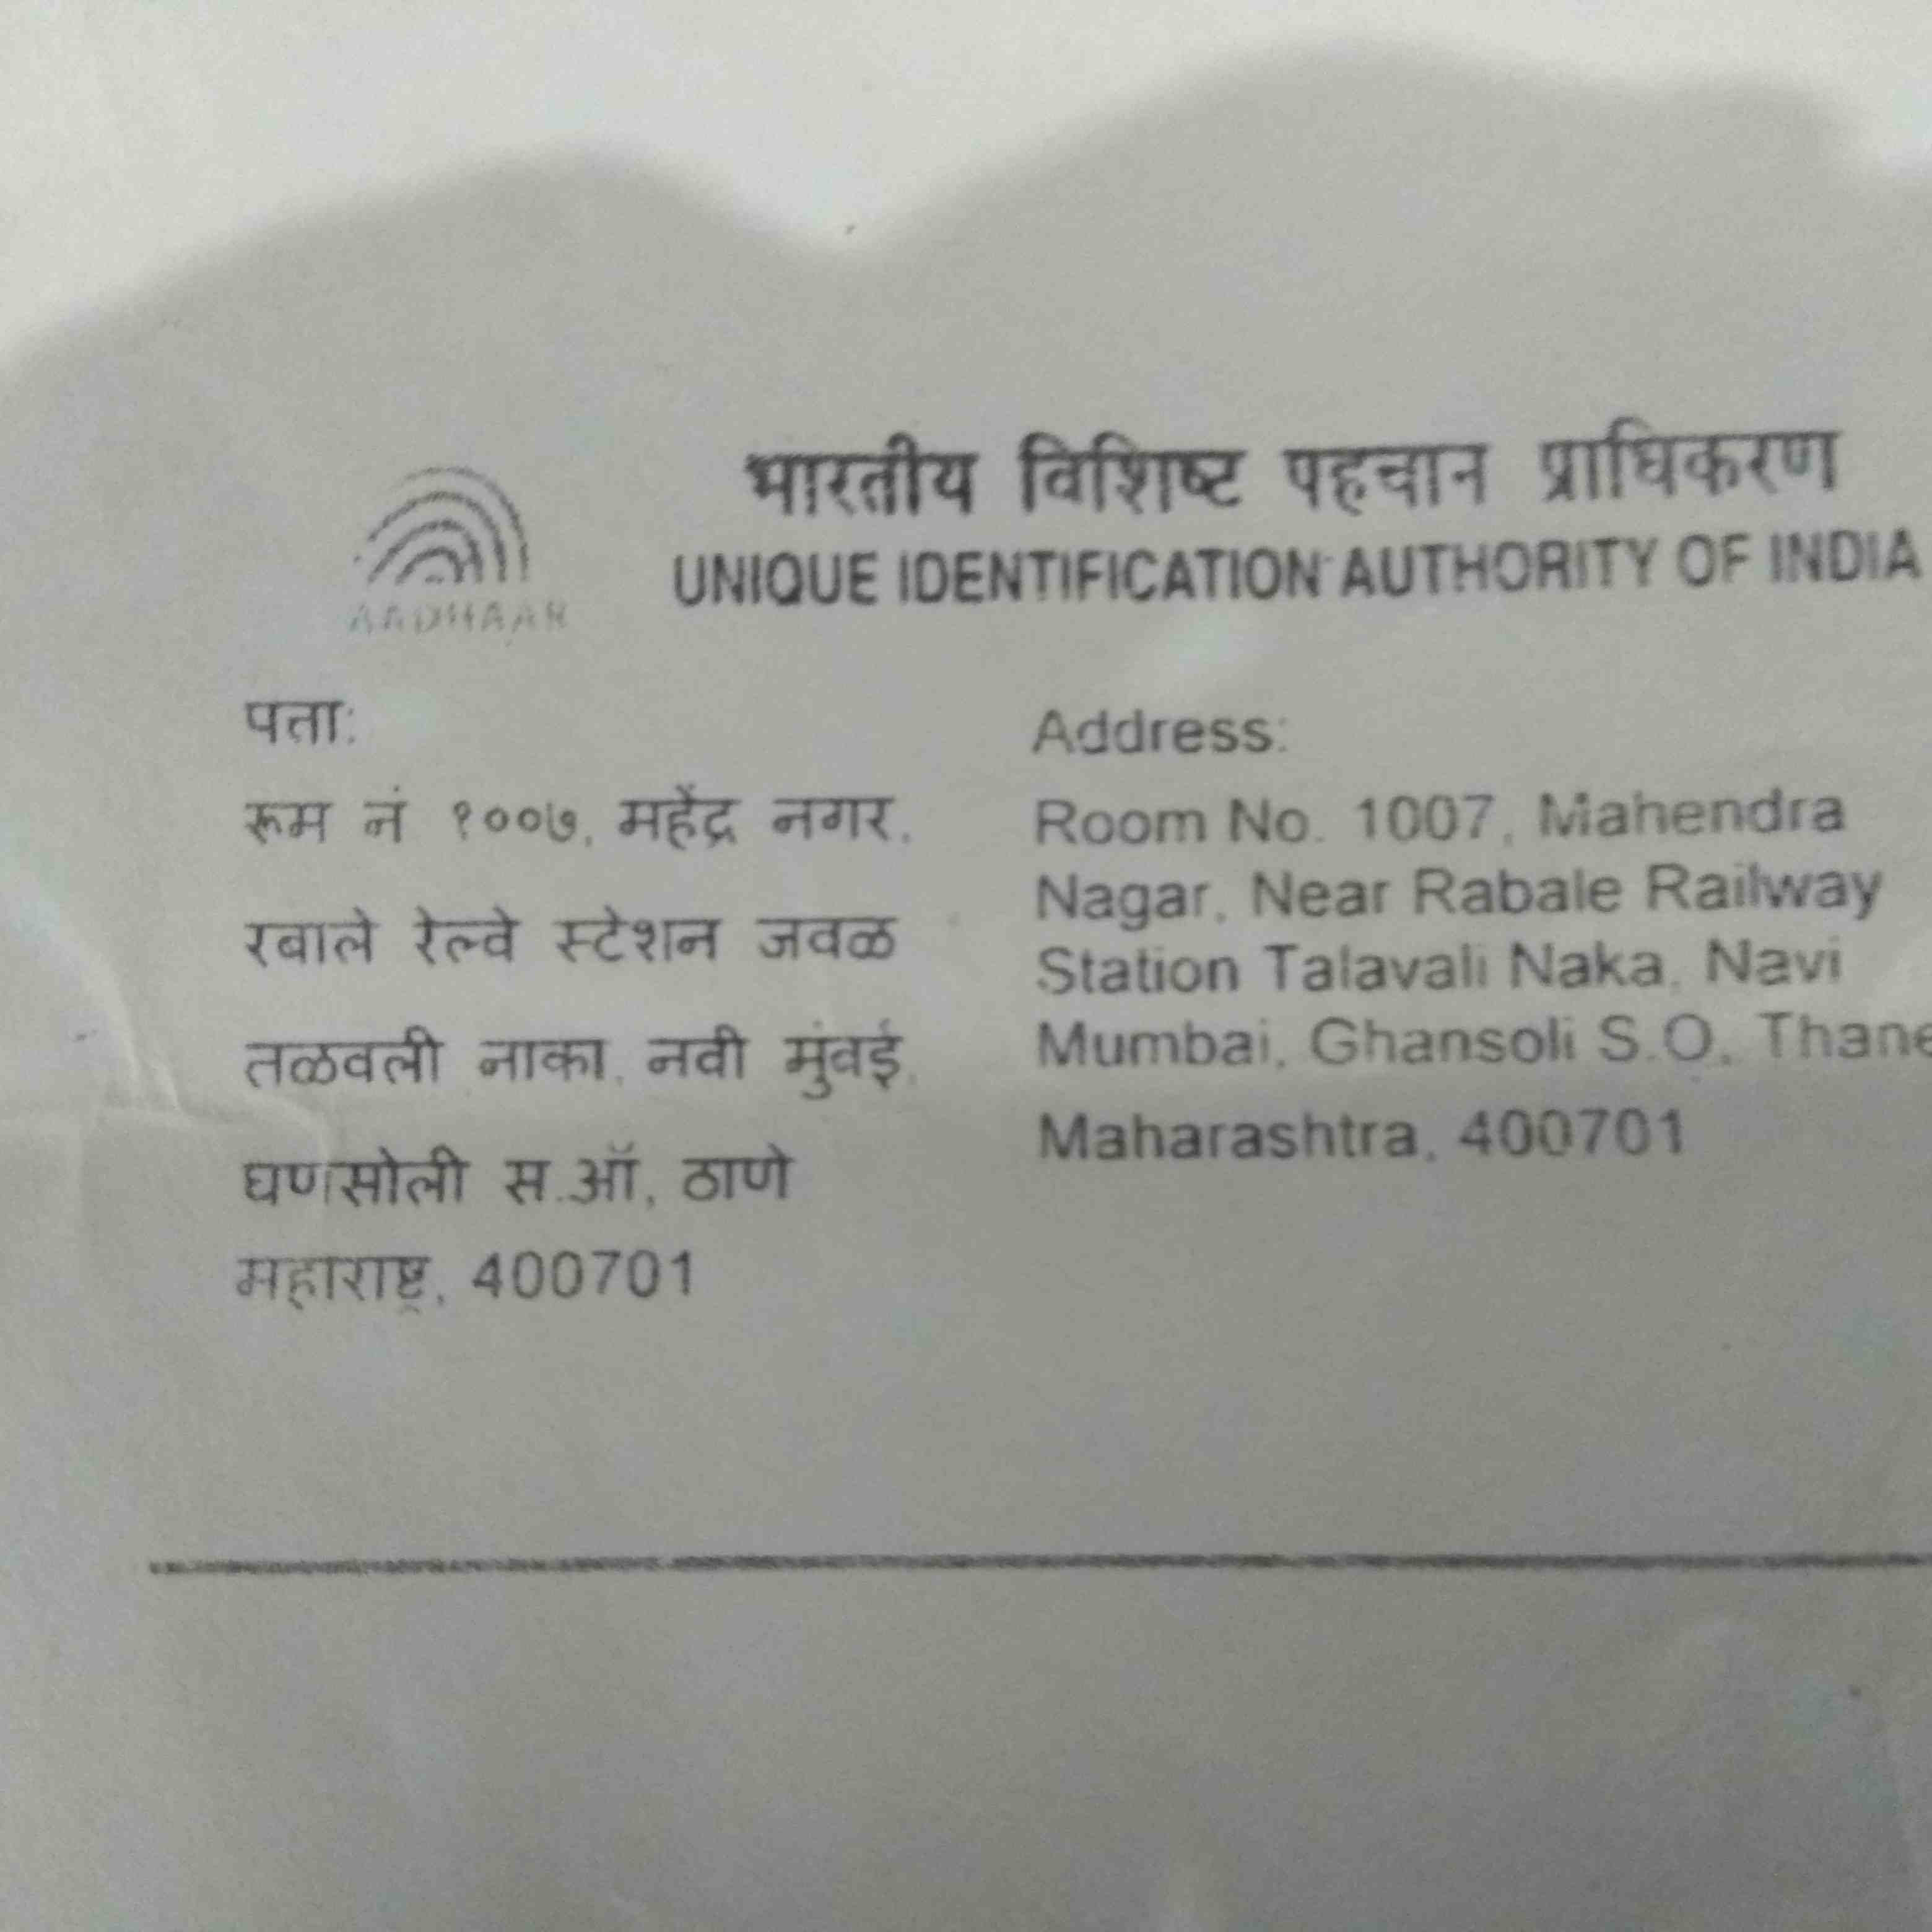 भारतीय विशिष्ट पहचान प्राधिकरण
UNIQUE IDENTIFICATION AUTHORITY OF INDIA
AADHAAR
पत्ता:
रूम नं १००७, महेंद्र नगर,
रबाले रेल्वे स्टेशन जवळ
तळवली नाका, नवी मुंबई,
घणसोली स.ऑ, ठाणे
महाराष्ट्र, 400701
Address:
Room No. 1007, Mahendra
Nagar, Near Rabale Railway
Station Talavali Naka, Navi
Mumbai, Ghansoli S.O, Thane
Maharashtra, 400701